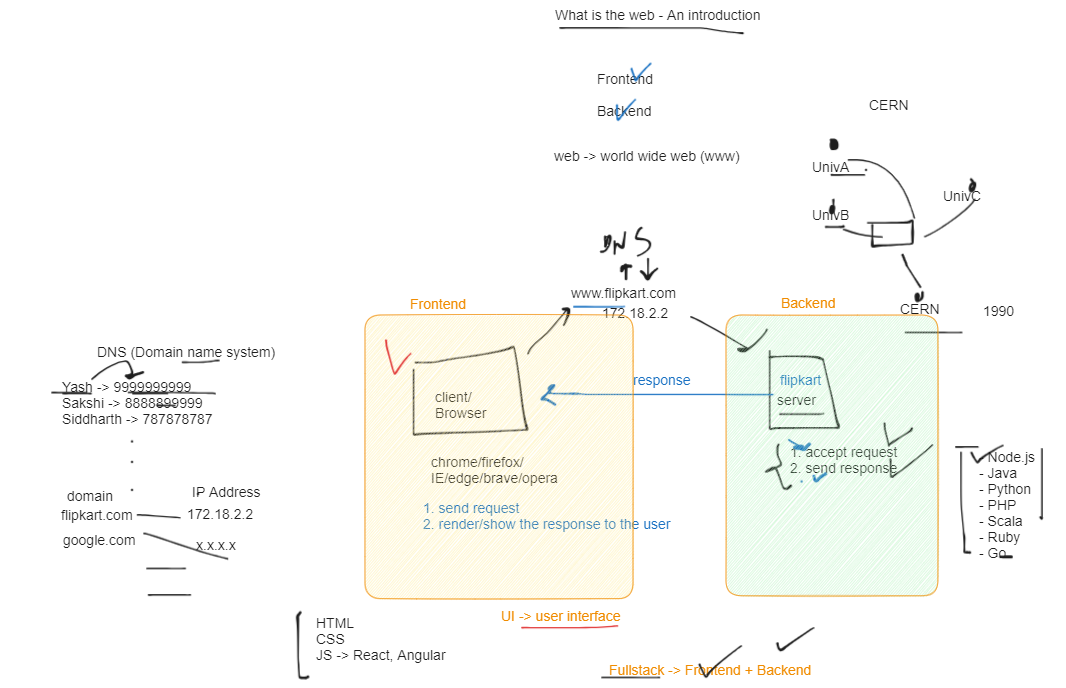 What is the web - An introduction
Frontend
Backend
web -> world wide web (www)
CERN
UnivA
UnivB
UnivC
CERN
1990
DNS
www.flipkart.com
172.18.2.2
Frontend
client/
Browser
chrome/firefox/
IE/edge/brave/opera
1. send request
2. render/show the response to the user
response
Backend
flipkart
server
1. accept request
2. send response
Node.js
- Java
- Python
- PHP
- Scala
- Ruby
- Go
DNS (Domain name system)
Yash -> 9999999999
Sakshi -> 8888899999
Siddharth -> 787878787
.
.
.
domain
IP Address
flipkart.com
172.18.2.2
google.com
x.x.x.x
UI -> user interface
HTML
CSS
JS -> React, Angular
Fullstack -> Frontend + Backend